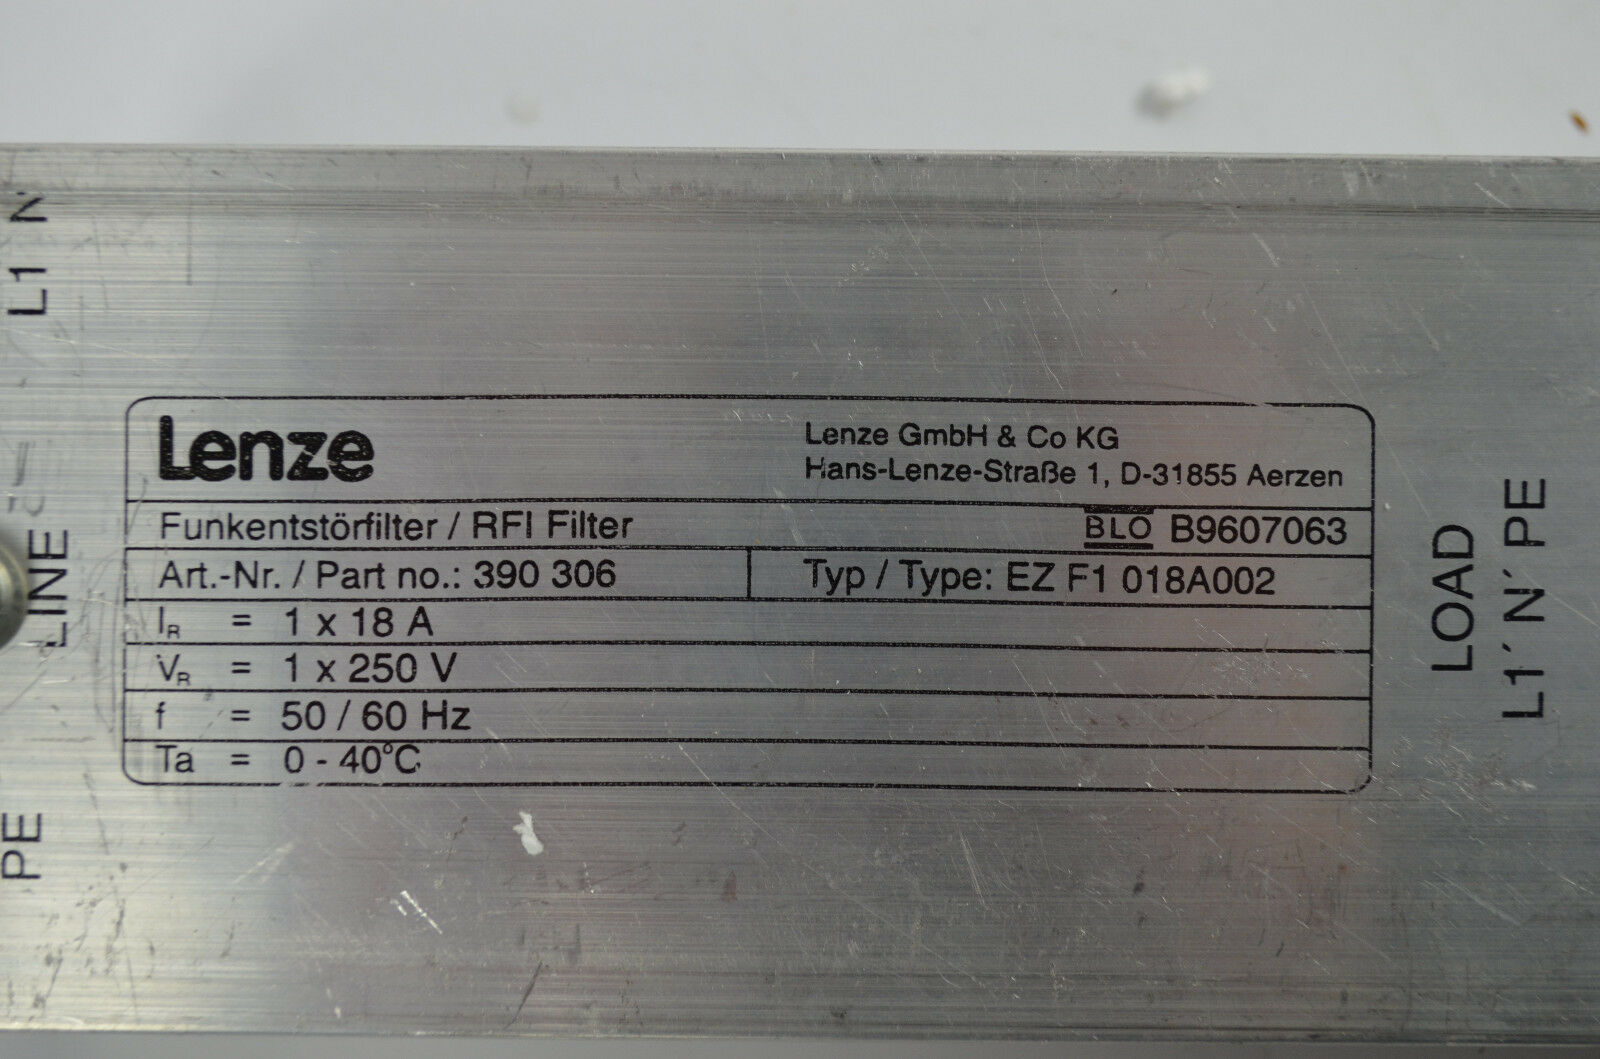 L1 N
LINE
PE
Lenze
Lenze GmbH & Co KG
Hans-Lenze-Straße 1, D-31855 Aerzen
Funkentstörfilter / RFI Filter
BLO B9607063
Art.-Nr. / Part no.: 390 306
Typ / Type: EZ F1 018A002
IR = 1 x 18 A
VR = 1 x 250 V
f = 50 / 60 Hz
Ta = 0 - 40°C
LOAD
L1´ N´ PE